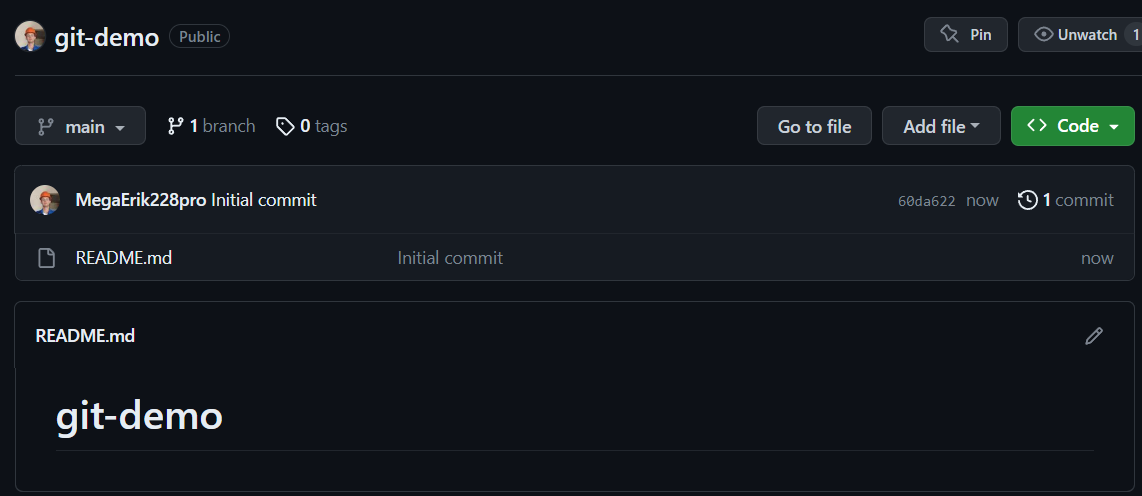 git-demo Public Pin Unwatch 1
main 1 branch 0 tags Go to file Add file Code
MegaErik228pro Initial commit 60da622 now 1 commit
README.md Initial commit now
README.md
git-demo